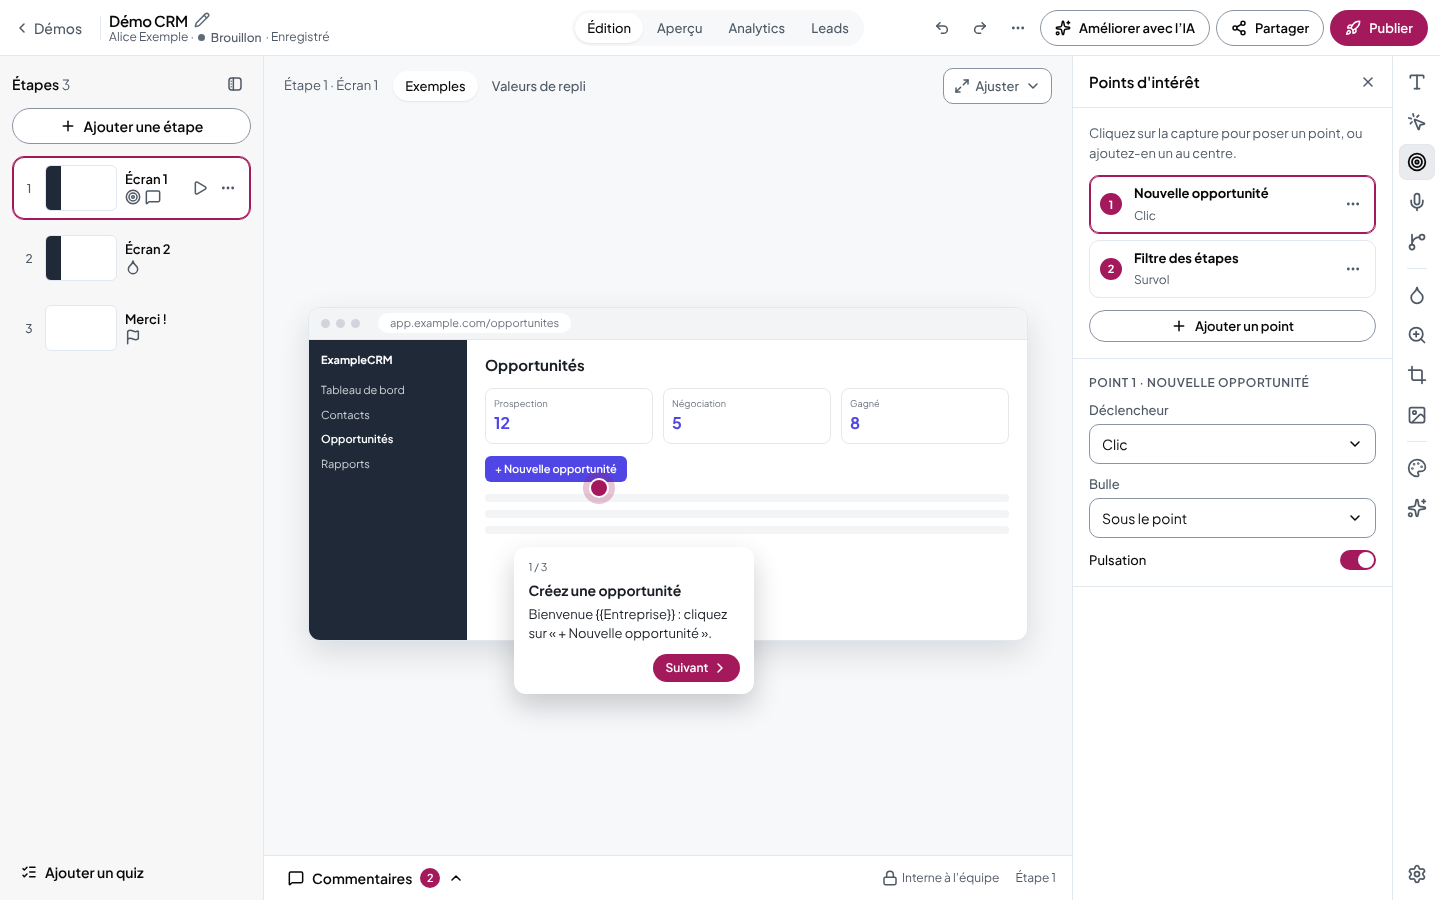 Démos
Démo CRM
Alice Exemple · Brouillon · Enregistré
Édition
Aperçu
Analytics
Leads
Améliorer avec l'IA
Partager
Publier
Étapes 3
Ajouter une étape
1
Écran 1
2
Écran 2
3
Merci !
Ajouter un quiz
Étape 1 · Écran 1
Exemples
Valeurs de repli
Ajuster
app.example.com/opportunites
ExampleCRM
Tableau de bord
Contacts
Opportunités
Rapports
Opportunités
Prospection
12
Négociation
5
Gagné
8
+ Nouvelle opportunité
1 / 3
Créez une opportunité
Bienvenue {{Entreprise}} : cliquez
sur « + Nouvelle opportunité ».
Suivant
Commentaires 2
Interne à l'équipe
Étape 1
Points d'intérêt
Cliquez sur la capture pour poser un point, ou
ajoutez-en un au centre.
1
Nouvelle opportunité
Clic
2
Filtre des étapes
Survol
Ajouter un point
POINT 1 · NOUVELLE OPPORTUNITÉ
Déclencheur
Clic
Bulle
Sous le point
Pulsation